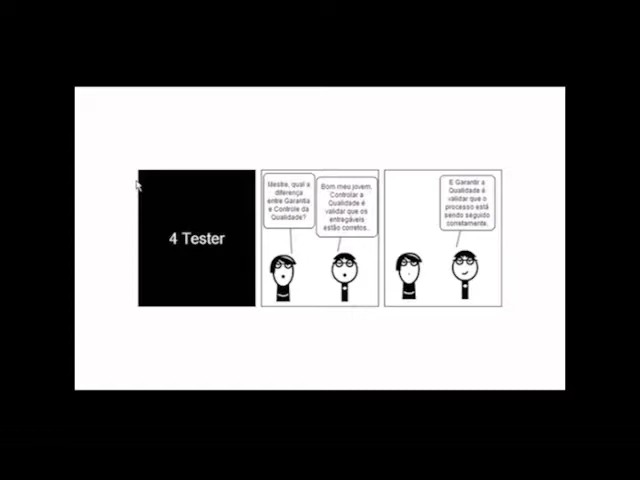 4 Tester
Mestre, qual a
diferença
entre Garantia
e Controle da
Qualidade?
Bom meu jovem,
Controlar a
Qualidade é
validar que os
entregáveis
estão corretos..
E Garantir a
Qualidade é
validar que o
processo está
sendo seguido
corretamente.